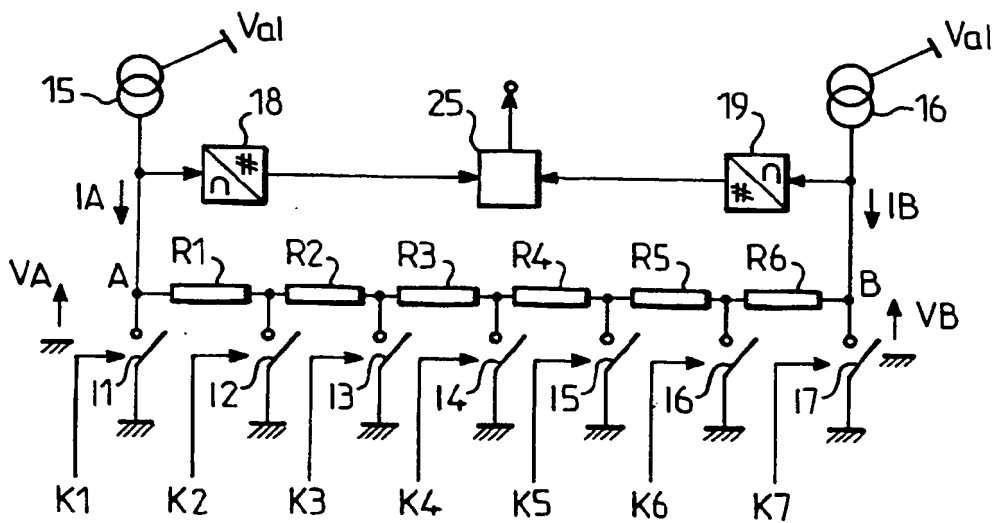 Val Val
15 18 25 19 16
# n # n
IA IB
R1 R2 R3 R4 R5 R6
VA A B VB
I1 I2 I3 I4 I5 I6 I7
K1 K2 K3 K4 K5 K6 K7